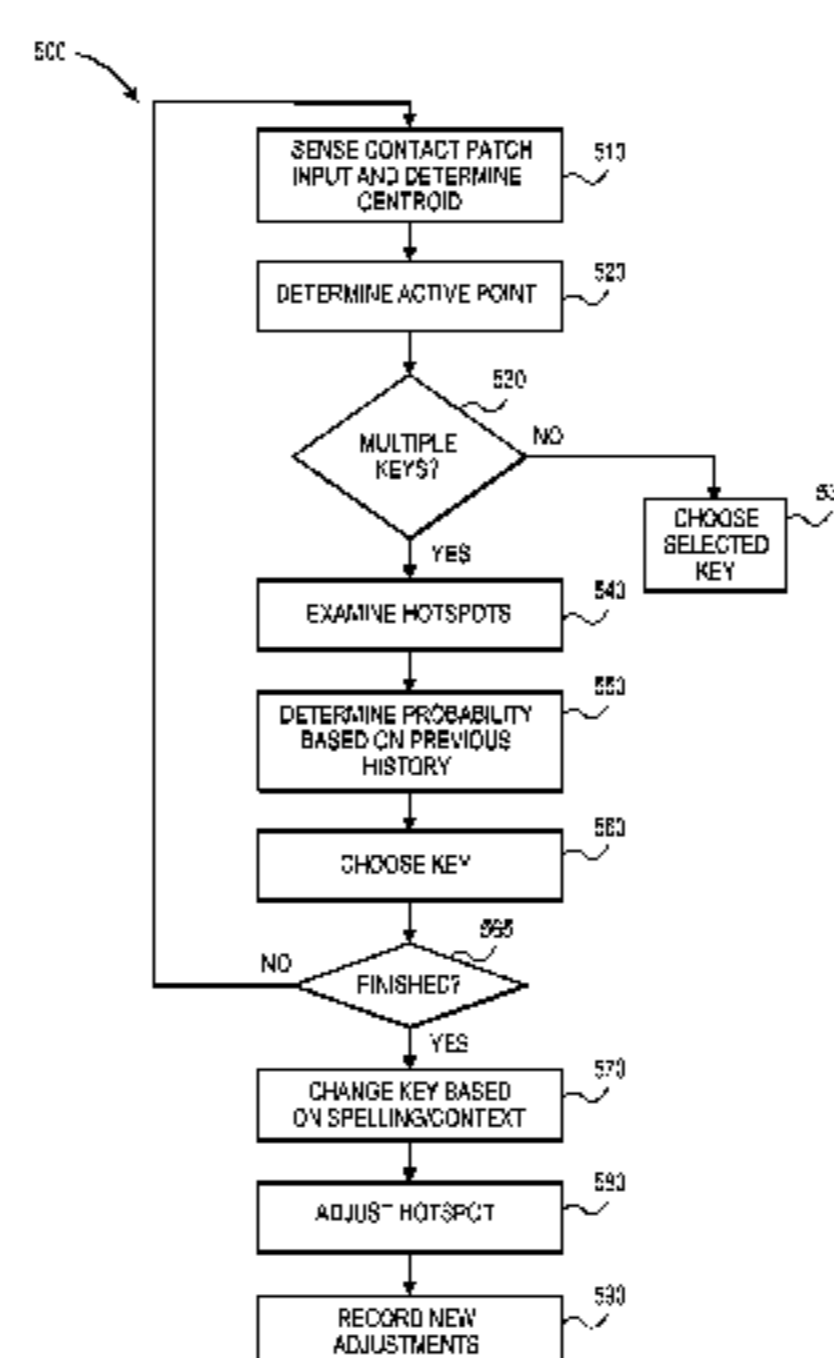 500
SENSE CONTACT PATCH
INPUT AND DETERMINE
CENTROID
510
DETERMINE ACTIVE POINT
520
530
MULTIPLE
KEYS?
NO
CHOOSE
SELECTED
KEY
YES
EXAMINE HOTSPOTS
540
DETERMINE PROBABILITY
BASED ON PREVIOUS
HISTORY
550
CHOOSE KEY
560
565
NO
FINISHED?
YES
CHANGE KEY BASED
ON SPELLING/CONTEXT
570
ADJUST HOTSPOT
RECORD NEW
ADJUSTMENTS
590